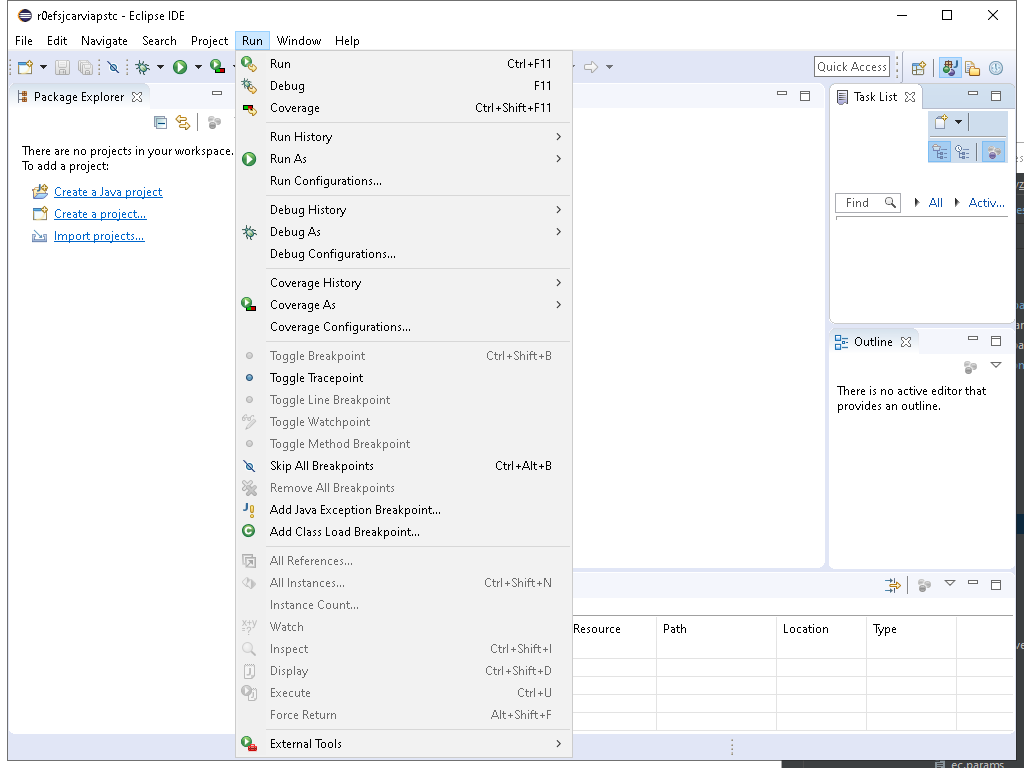 r0efsjcarviapstc - Eclipse IDE
File Edit Navigate Search Project Run Window Help
Quick Access
Package Explorer
There are no projects in your workspace.
To add a project:
Create a Java project
Create a project...
Import projects...
Run Ctrl+F11
Debug F11
Coverage Ctrl+Shift+F11
Run History
Run As
Run Configurations...
Debug History
Debug As
Debug Configurations...
Coverage History
Coverage As
Coverage Configurations...
Toggle Breakpoint Ctrl+Shift+B
Toggle Tracepoint
Toggle Line Breakpoint
Toggle Watchpoint
Toggle Method Breakpoint
Skip All Breakpoints Ctrl+Alt+B
Remove All Breakpoints
Add Java Exception Breakpoint...
Add Class Load Breakpoint...
All References...
All Instances... Ctrl+Shift+N
Instance Count...
Watch
Inspect Ctrl+Shift+I
Display Ctrl+Shift+D
Execute Ctrl+U
Force Return Alt+Shift+F
External Tools
Task List
Find All Activ...
Outline
There is no active editor that
provides an outline.
Resource Path Location Type
ec.params